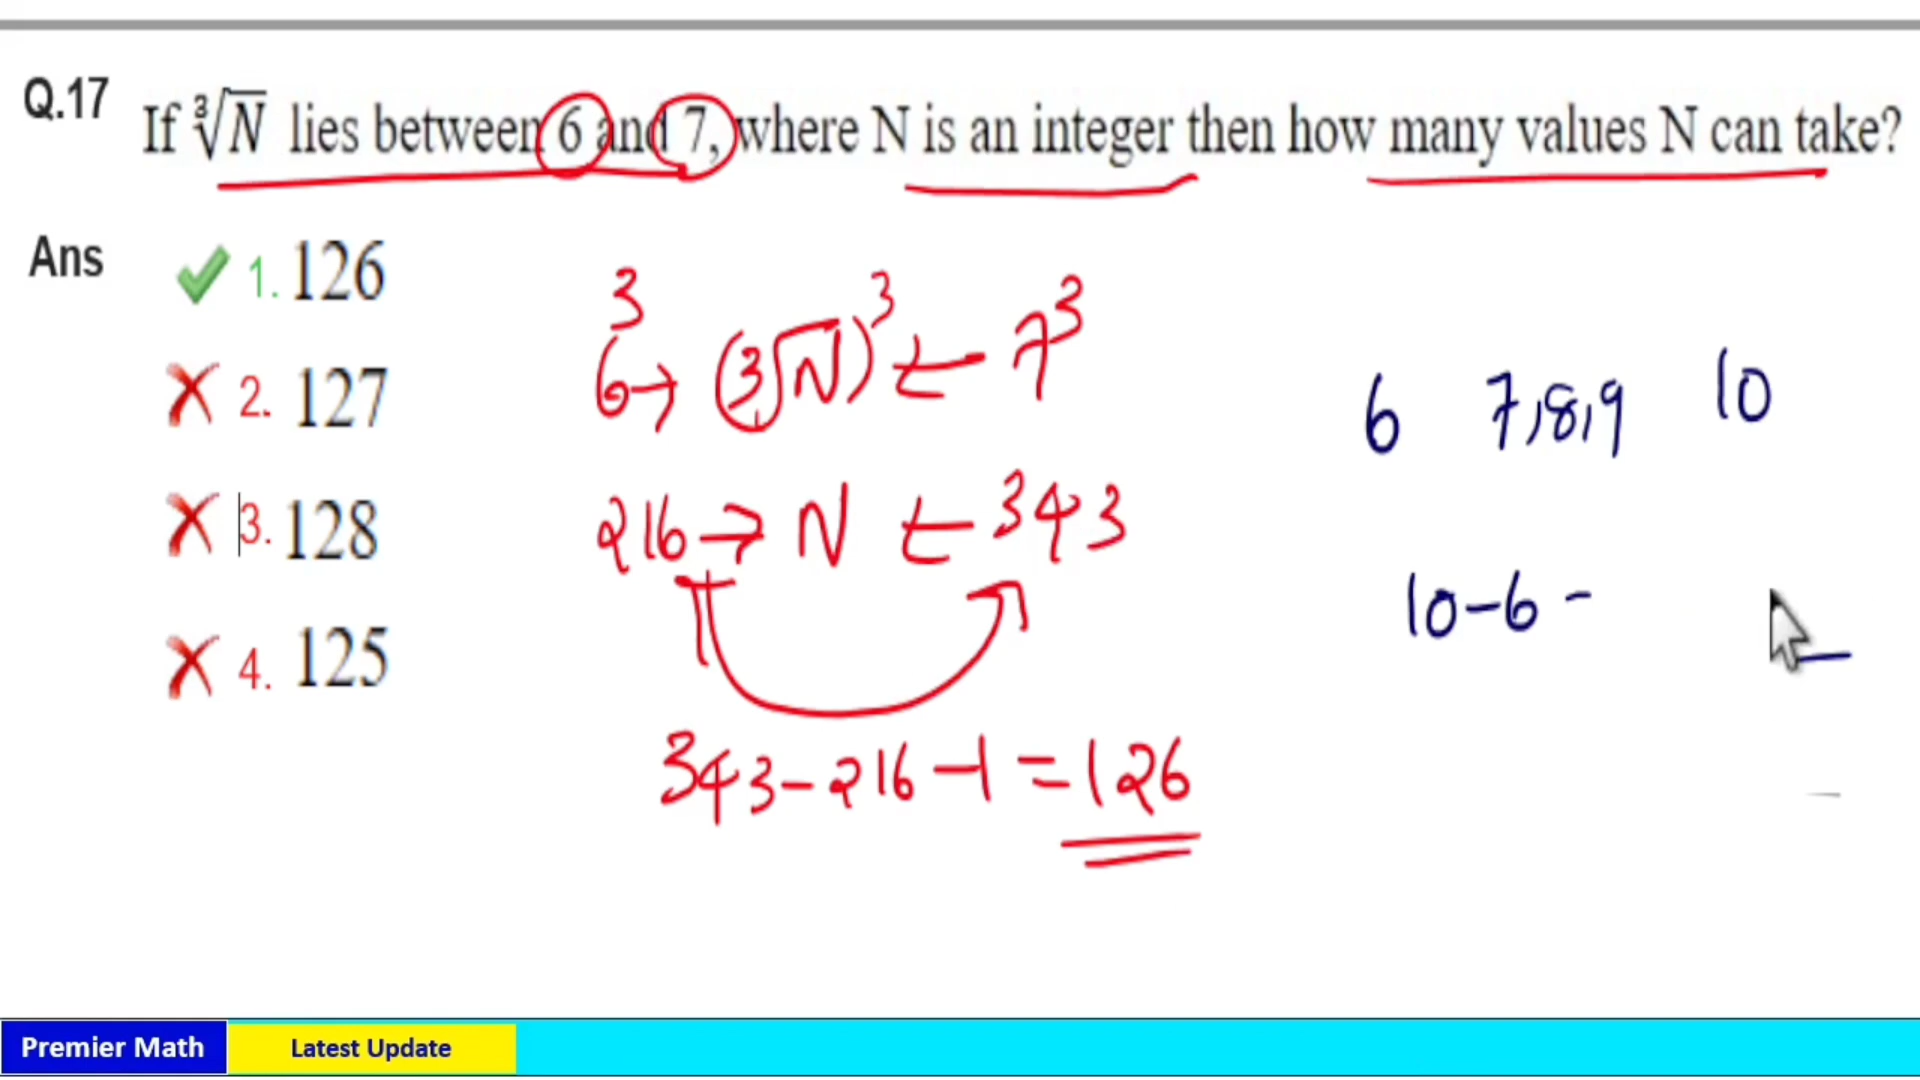 Q.17 If ∛N lies between 6 and 7, where N is an integer then how many values N can take?
Ans 1. 126
2. 127
3. 128
4. 125
6³ → (∛N)³ ← 7³
216 → N ← 343
343 - 216 - 1 = 126
6 7,8,9 10
10-6-
Premier Math
Latest Update